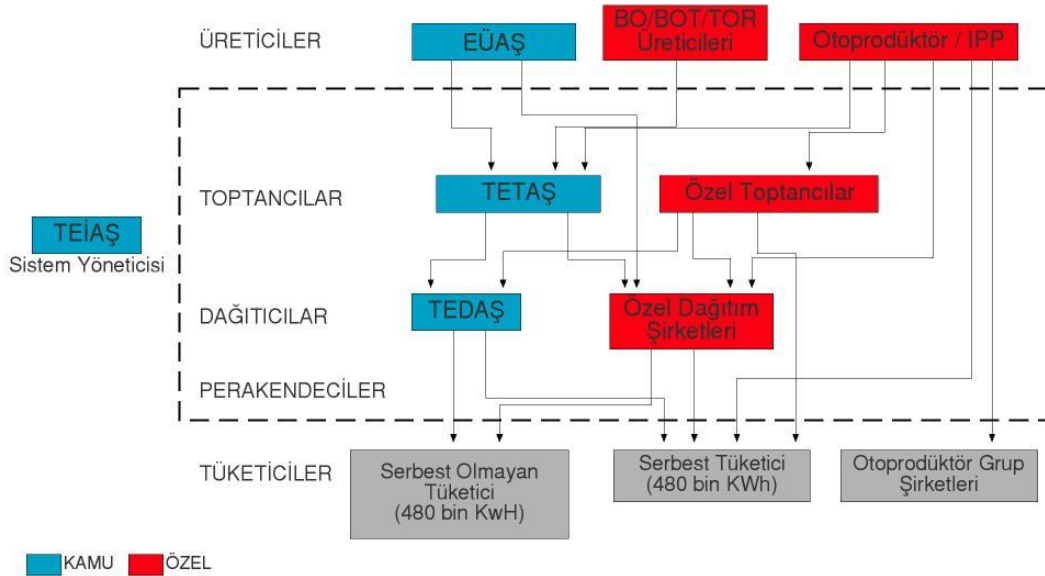 ÜRETİCİLER
EÜAŞ
BO/BOT/TOR
Üreticileri
Otoprodüktör / IPP
TOPTANCILAR
TETAŞ
Özel Toptancılar
TEİAŞ
Sistem Yöneticisi
DAĞITICILAR
TEDAŞ
Özel Dağıtım
Şirketleri
PERAKENDECİLER
TÜKETİCİLER
Serbest Olmayan
Tüketici
(480 bin KwH)
Serbest Tüketici
(480 bin KWh)
Otoprodüktör Grup
Şirketleri
KAMU
ÖZEL